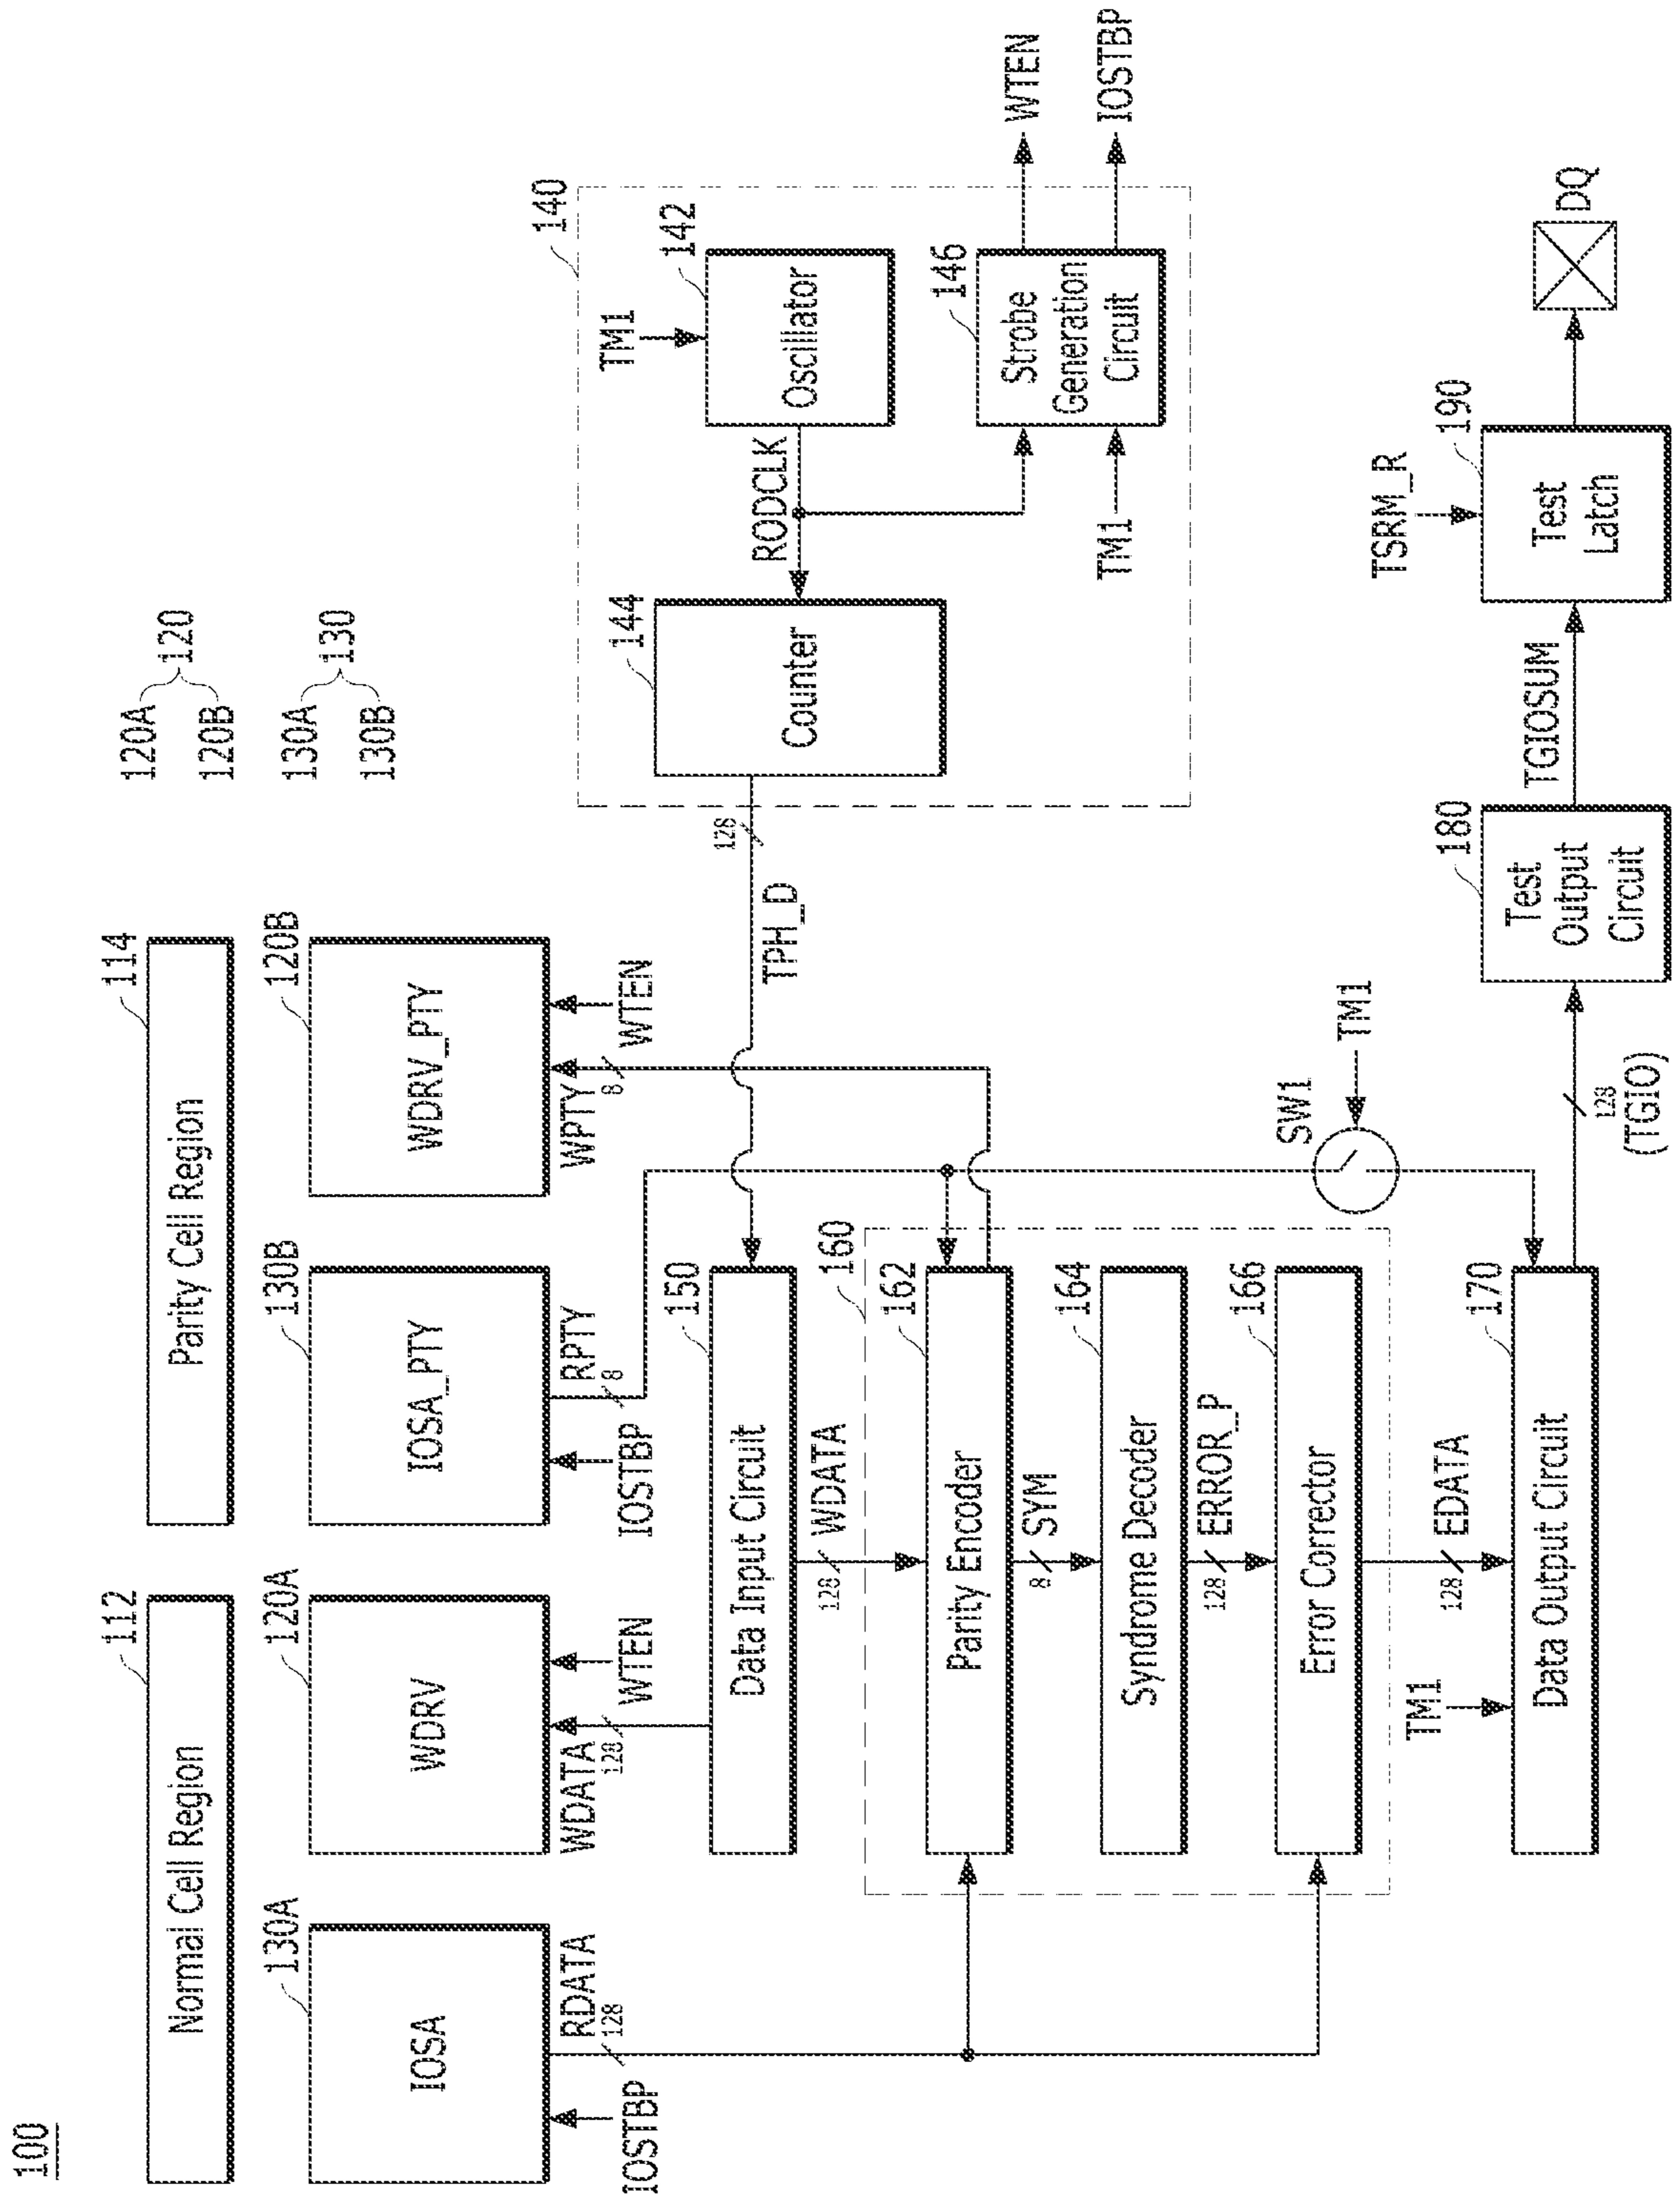 100
112
Normal Cell Region
114
Parity Cell Region
120A
120B
120
130A
130B
130
130A
IOSA
120A
WDRV
130B
IOSA_PTY
120B
WDRV_PTY
IOSTBP
RDATA
128
WDATA
128
WTEN
IOSTBP
RPTY
8
WPTY
8
WTEN
140
TM1
142
Oscillator
RODCLK
144
Counter
146
Strobe
Generation
Circuit
TM1
WTEN
IOSTBP
128
TPH_D
150
Data Input Circuit
128
WDATA
160
162
Parity Encoder
8
SYM
164
Syndrome Decoder
128
ERROR_P
166
Error Corrector
128
EDATA
SW1
TM1
TM1
170
Data Output Circuit
128
(TGIO)
180
Test
Output
Circuit
TGIOSUM
TSRM_R
190
Test
Latch
DQ